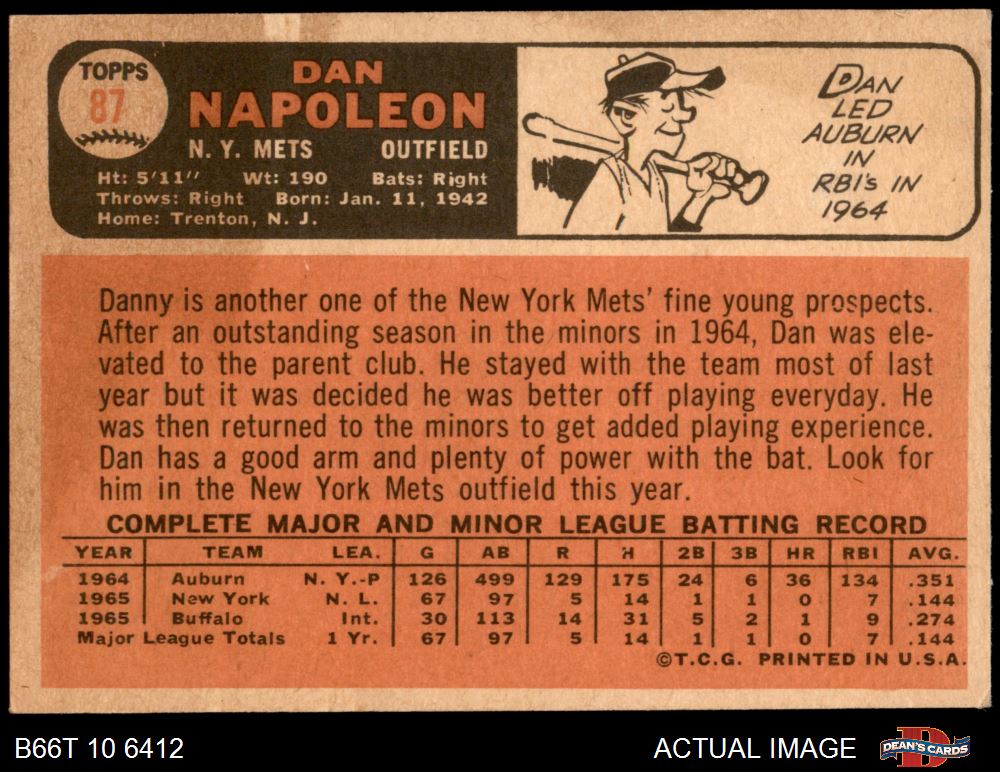 TOPPS
87
DAN
NAPOLEON
N. Y. METS OUTFIELD
Ht: 5'11" Wt: 190 Bats: Right
Throws: Right Born: Jan. 11, 1942
Home: Trenton, N. J.
DAN
LED
AUBURN
IN
RBI's IN
1964
Danny is another one of the New York Mets' fine young prospects.
After an outstanding season in the minors in 1964, Dan was ele-
vated to the parent club. He stayed with the team most of last
year but it was decided he was better off playing everyday. He
was then returned to the minors to get added playing experience.
Dan has a good arm and plenty of power with the bat. Look for
him in the New York Mets outfield this year.
COMPLETE MAJOR AND MINOR LEAGUE BATTING RECORD
YEAR TEAM LEA. G AB R H 2B 3B HR RBI AVG.
1964 Auburn N. Y.-P 126 499 129 175 24 6 36 134 .351
1965 New York N. L. 67 97 5 14 1 1 0 7 .144
1965 Buffalo Int. 30 113 14 31 5 2 1 9 .274
Major League Totals 1 Yr. 67 97 5 14 1 1 0 7 .144
©T.C.G. PRINTED IN U.S.A.
B66T 10 6412 ACTUAL IMAGE DEAN'S CARDS